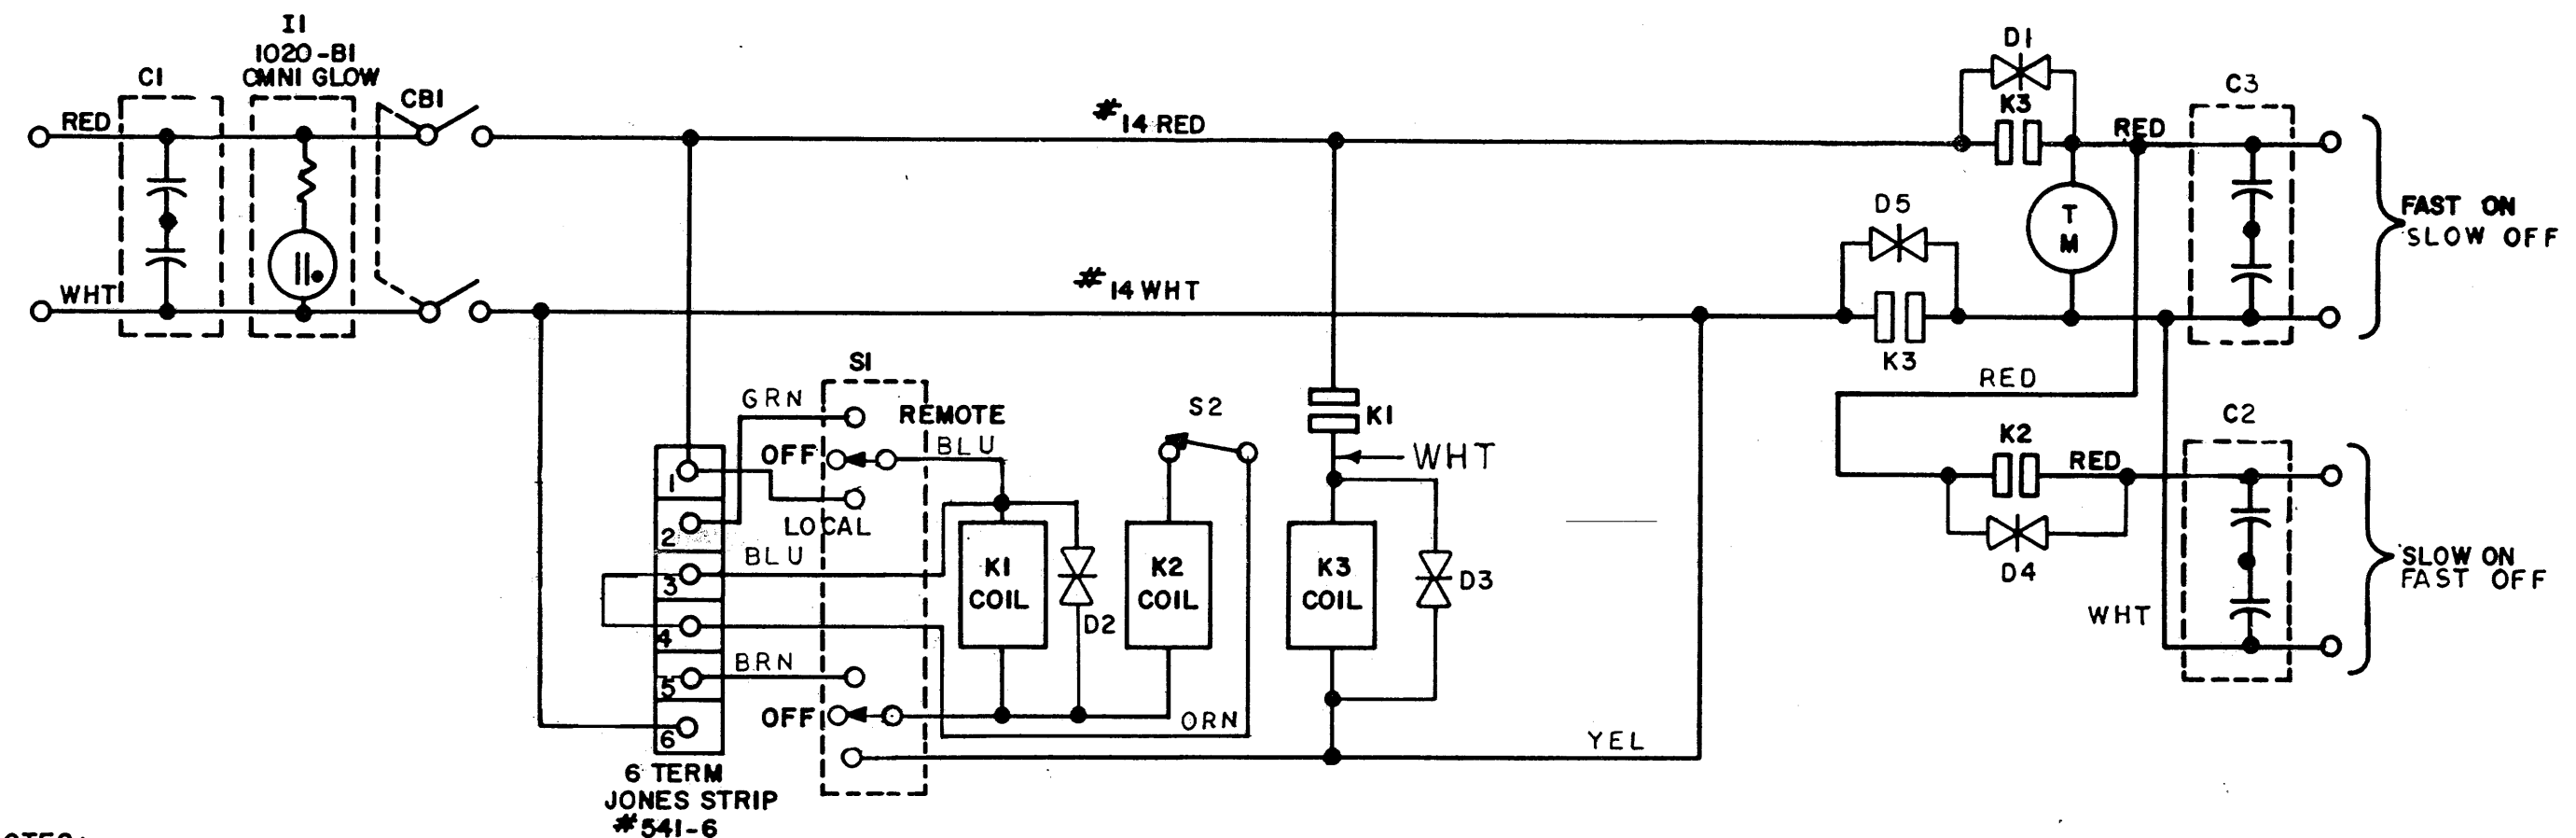 I1
1020-B1
OMNI GLOW
C1
CB1
RED
WHT
# 14 RED
# 14 WHT
D1
K3
RED
C3
T
M
D5
K3
FAST ON
SLOW OFF
RED
C2
K2
RED
D4
WHT
SLOW ON
FAST OFF
S1
GRN
REMOTE
OFF
BLU
LOCAL
S2
K1
WHT
1
2
3
4
5
6
BLU
BRN
OFF
K1
COIL
D2
K2
COIL
K3
COIL
D3
ORN
YEL
6 TERM
JONES STRIP
#541-6